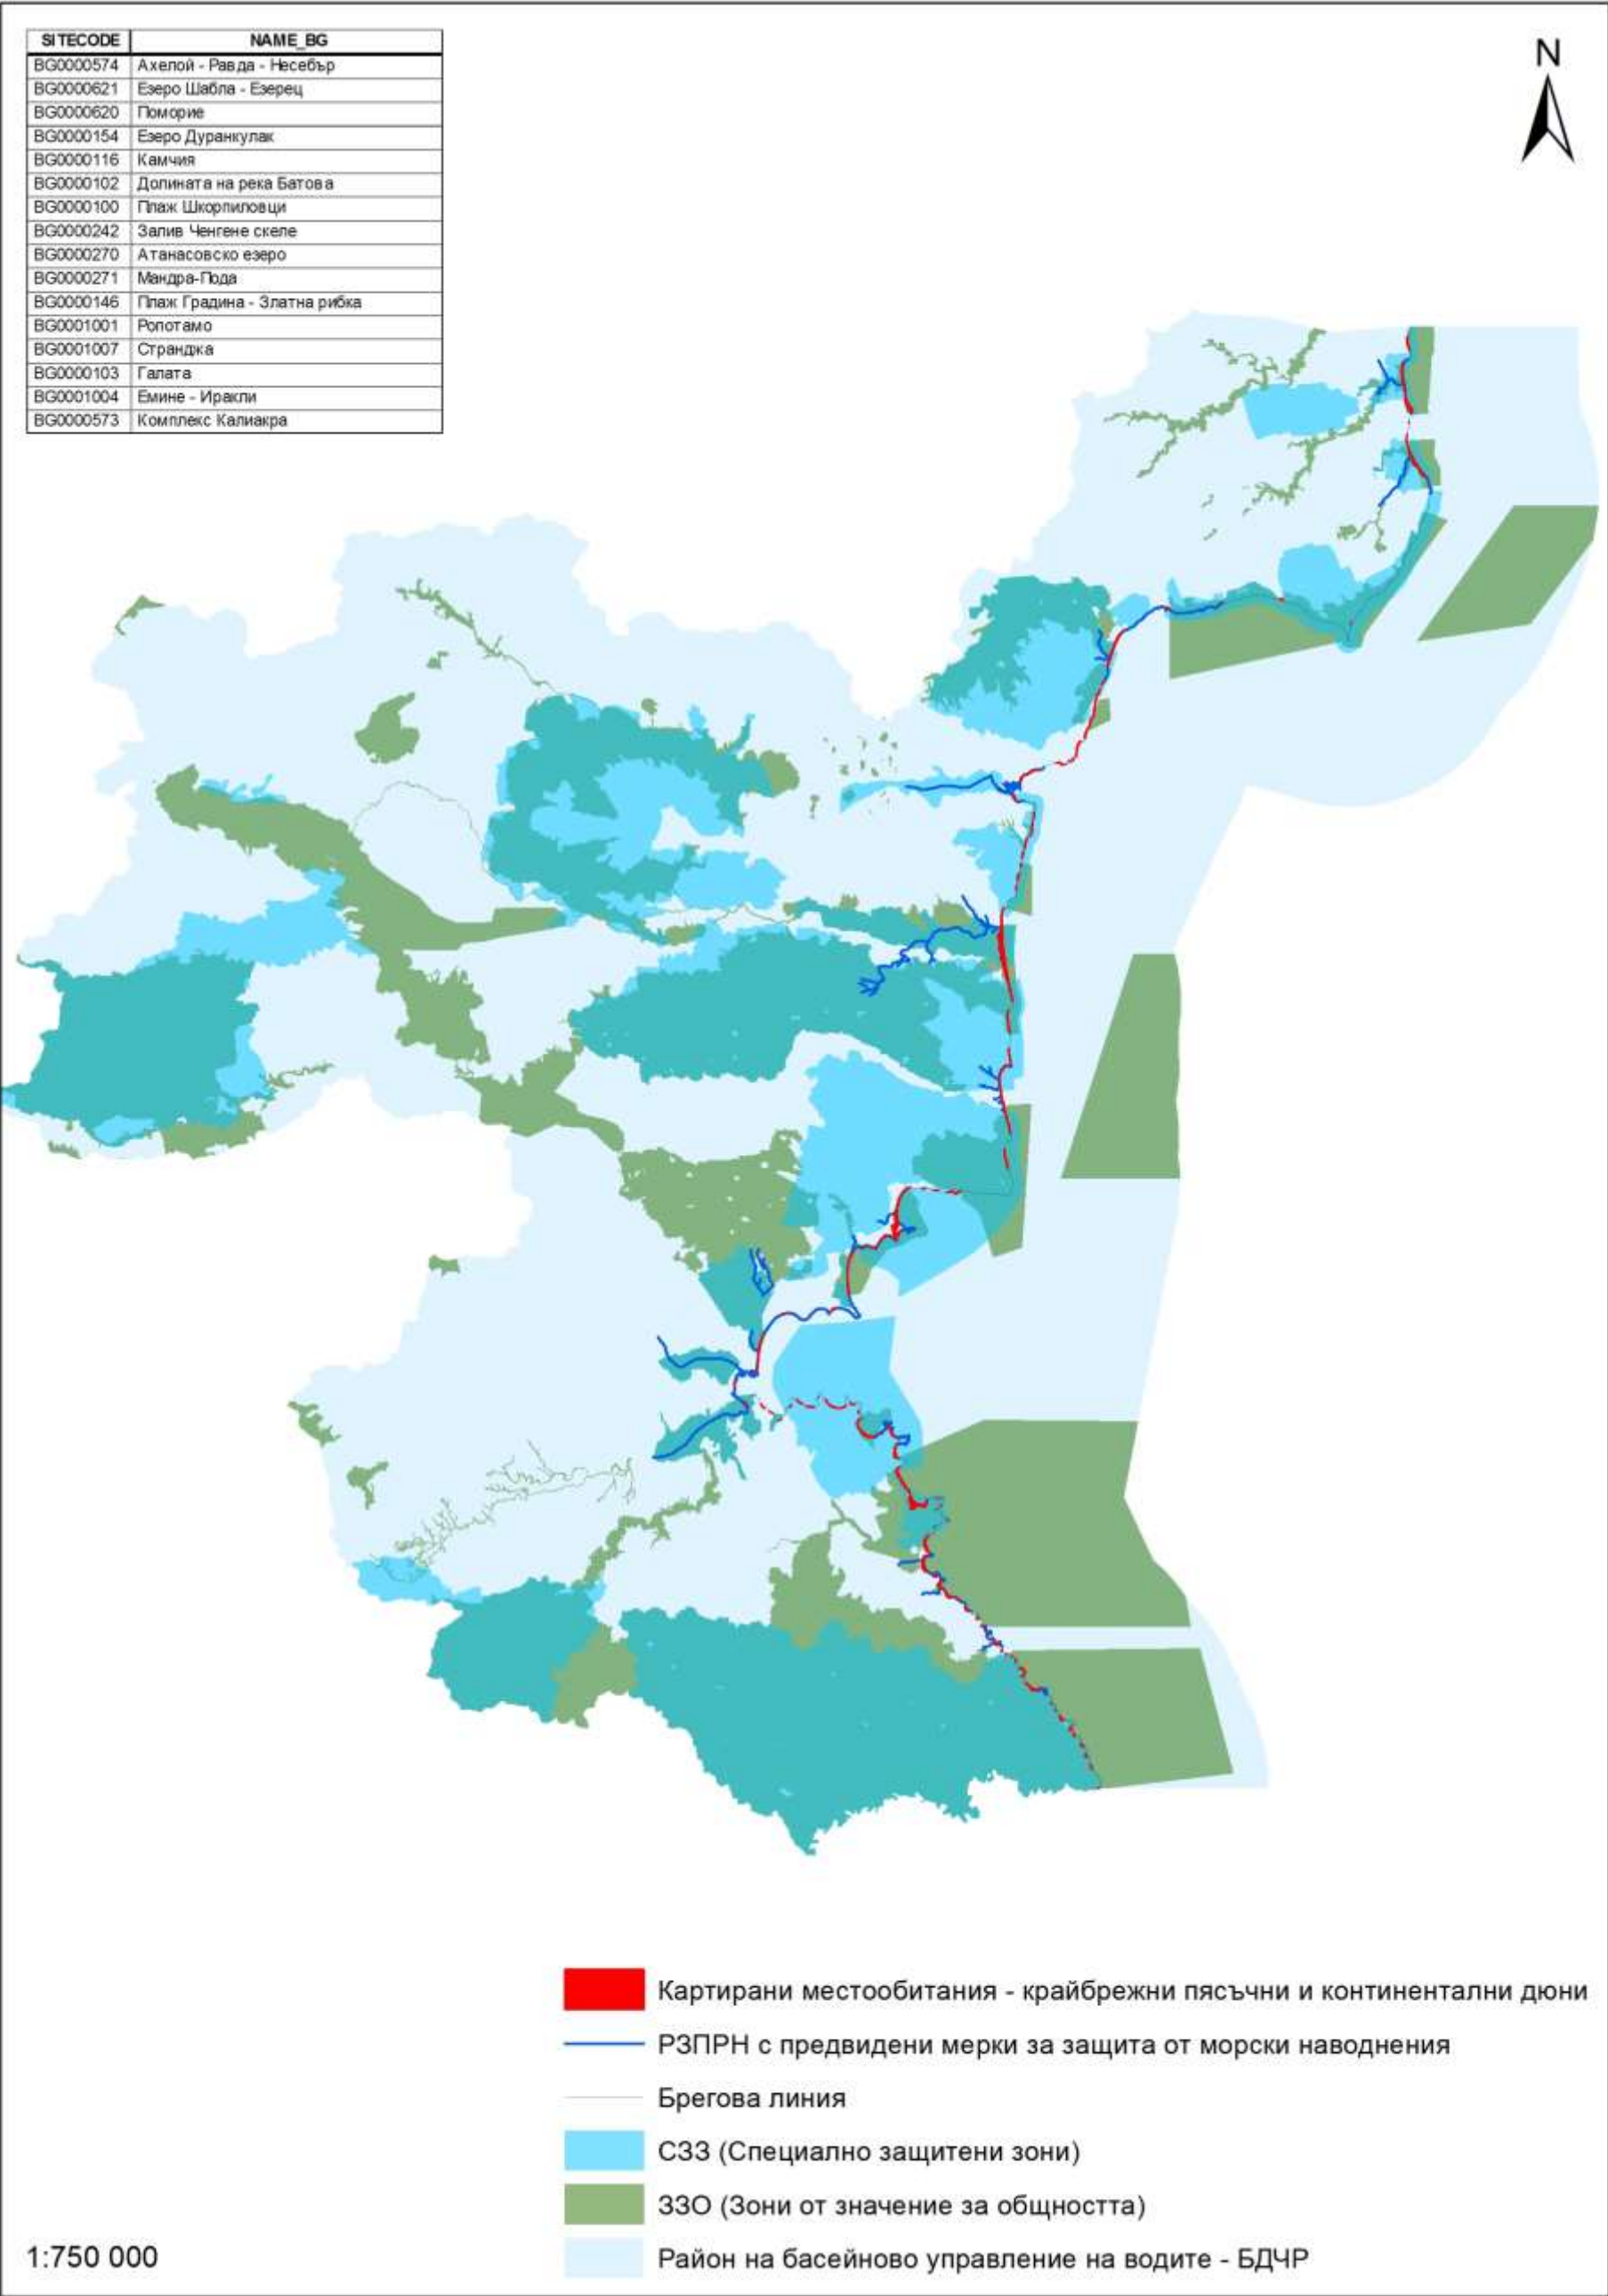 SITECODE NAME_BG
BG0000574 Ахелой - Равда - Несебър
BG0000621 Езеро Шабла - Езерец
BG0000620 Поморие
BG0000154 Езеро Дуранкулак
BG0000116 Камчия
BG0000102 Долината на река Батова
BG0000100 Плаж Шкорпиловци
BG0000242 Залив Ченгене скеле
BG0000270 Атанасовско езеро
BG0000271 Мандра-Пода
BG0000146 Плаж Градина - Златна рибка
BG0001001 Ропотамо
BG0001007 Странджа
BG0000103 Галата
BG0001004 Емине - Иракли
BG0000573 Комплекс Калиакра
N
Картирани местообитания - крайбрежни пясъчни и континентални дюни
РЗПРН с предвидени мерки за защита от морски наводнения
Брегова линия
СЗЗ (Специално защитени зони)
ЗЗО (Зони от значение за общността)
Район на басейново управление на водите - БДЧР
1:750 000